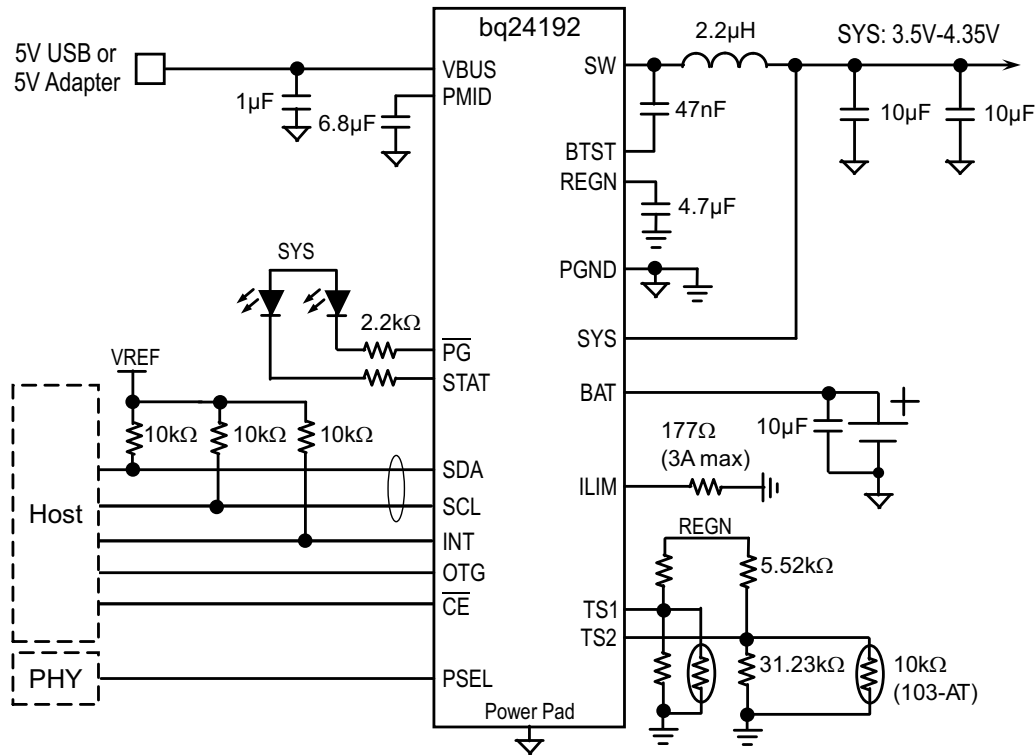 bq24192
5V USB or
5V Adapter
1µF
6.8µF
VBUS
PMID
SW
2.2µH
SYS: 3.5V-4.35V
47nF
10µF
10µF
BTST
REGN
4.7µF
PGND
SYS
2.2kΩ
PG
STAT
SYS
BAT
VREF
10kΩ
10kΩ
10kΩ
177Ω
(3A max)
10µF
+
Host
SDA
SCL
INT
OTG
CE
ILIM
REGN
5.52kΩ
TS1
TS2
31.23kΩ
10kΩ
(103-AT)
PHY
PSEL
Power Pad